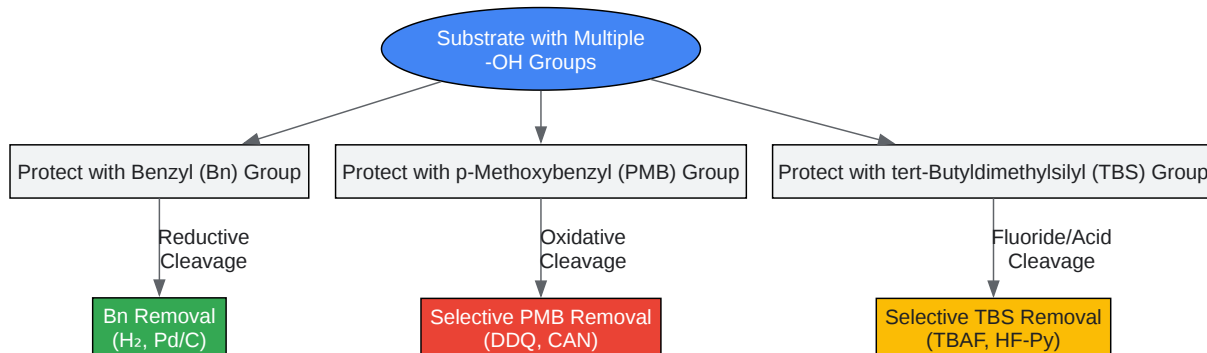 Substrate with Multiple
-OH Groups
Protect with Benzyl (Bn) Group
Protect with p-Methoxybenzyl (PMB) Group
Protect with tert-Butyldimethylsilyl (TBS) Group
Reductive
Cleavage
Oxidative
Cleavage
Fluoride/Acid
Cleavage
Bn Removal
(H₂, Pd/C)
Selective PMB Removal
(DDQ, CAN)
Selective TBS Removal
(TBAF, HF-Py)